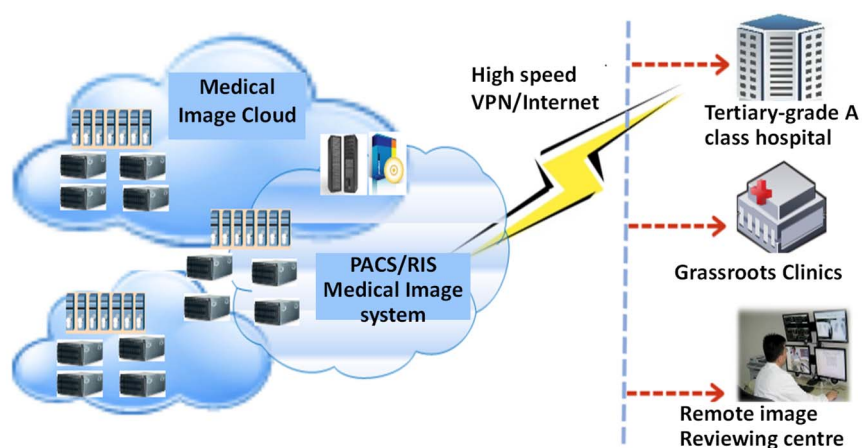 Medical
Image Cloud
High speed
VPN/Internet
PACS/RIS
Medical Image
system
Tertiary-grade A
class hospital
Grassroots Clinics
Remote image
Reviewing centre